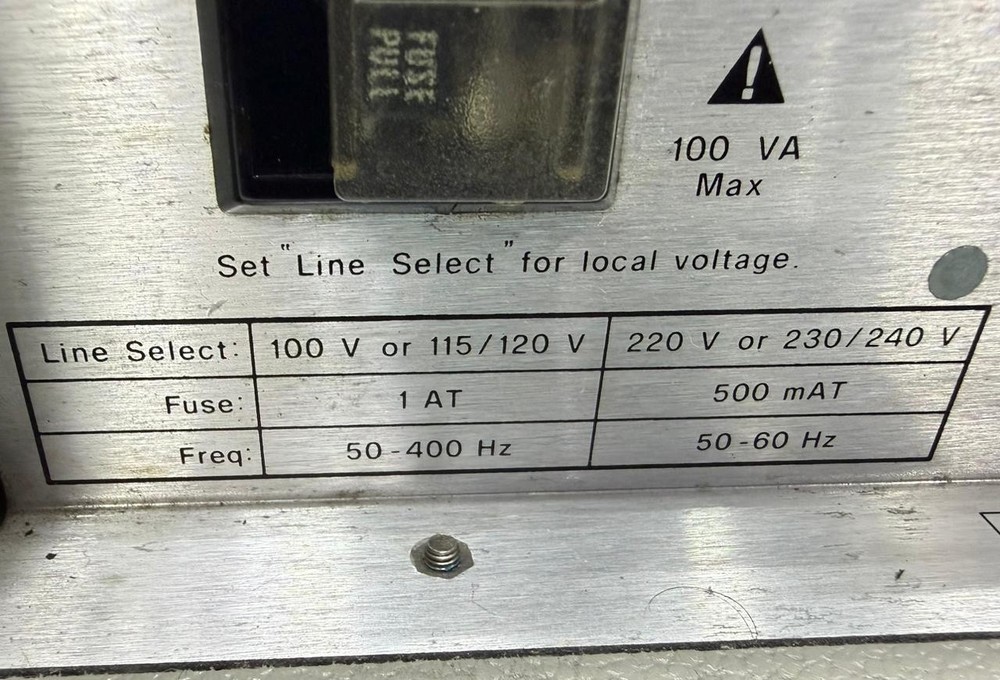 FUSE
PULL
!
100 VA
Max
Set "Line Select" for local voltage.
Line Select: 100 V or 115/120 V 220 V or 230/240 V
Fuse: 1 AT 500 mAT
Freq: 50-400 Hz 50-60 Hz